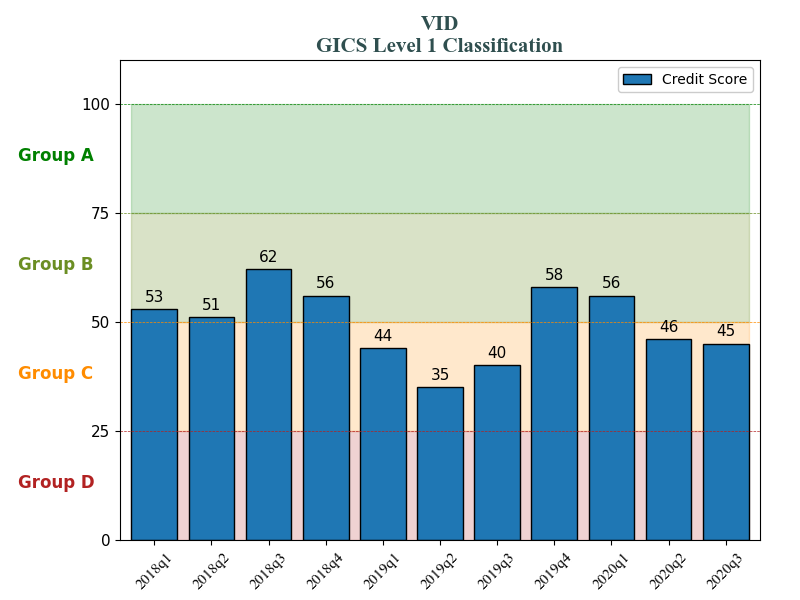 VID
GICS Level 1 Classification
Credit Score
100
Group A
75
Group B
50
Group C
25
Group D
0
53
51
62
56
44
35
40
58
56
46
45
2018q1
2018q2
2018q3
2018q4
2019q1
2019q2
2019q3
2019q4
2020q1
2020q2
2020q3